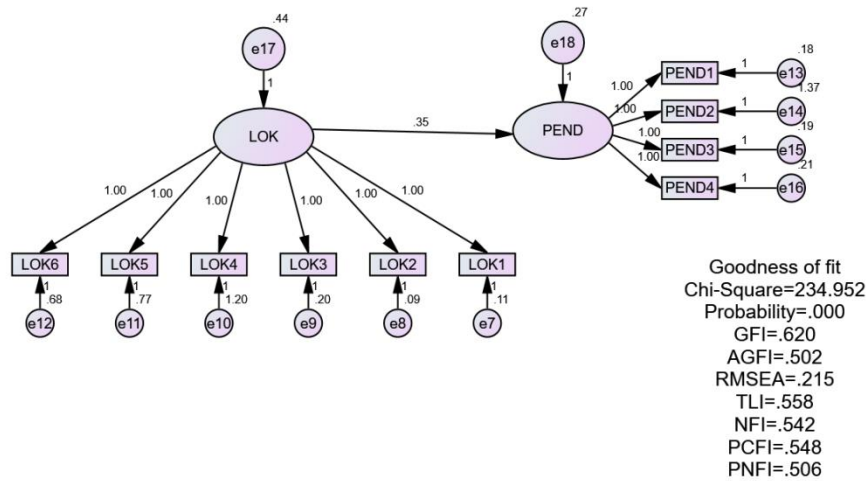 .44
e17
1
.27
e18
1
LOK
.35
PEND
1.00
PEND1
1
.18
e13
1.00
PEND2
1
1.37
e14
1.00
PEND3
1
.19
e15
1.00
PEND4
1
.21
e16
1.00
1.00
1.00
1.00
1.00
1.00
LOK6
LOK5
LOK4
LOK3
LOK2
LOK1
1
1
1
1
1
1
.68
.77
1.20
.20
.09
.11
e12
e11
e10
e9
e8
e7
Goodness of fit
Chi-Square=234.952
Probability=.000
GFI=.620
AGFI=.502
RMSEA=.215
TLI=.558
NFI=.542
PCFI=.548
PNFI=.506